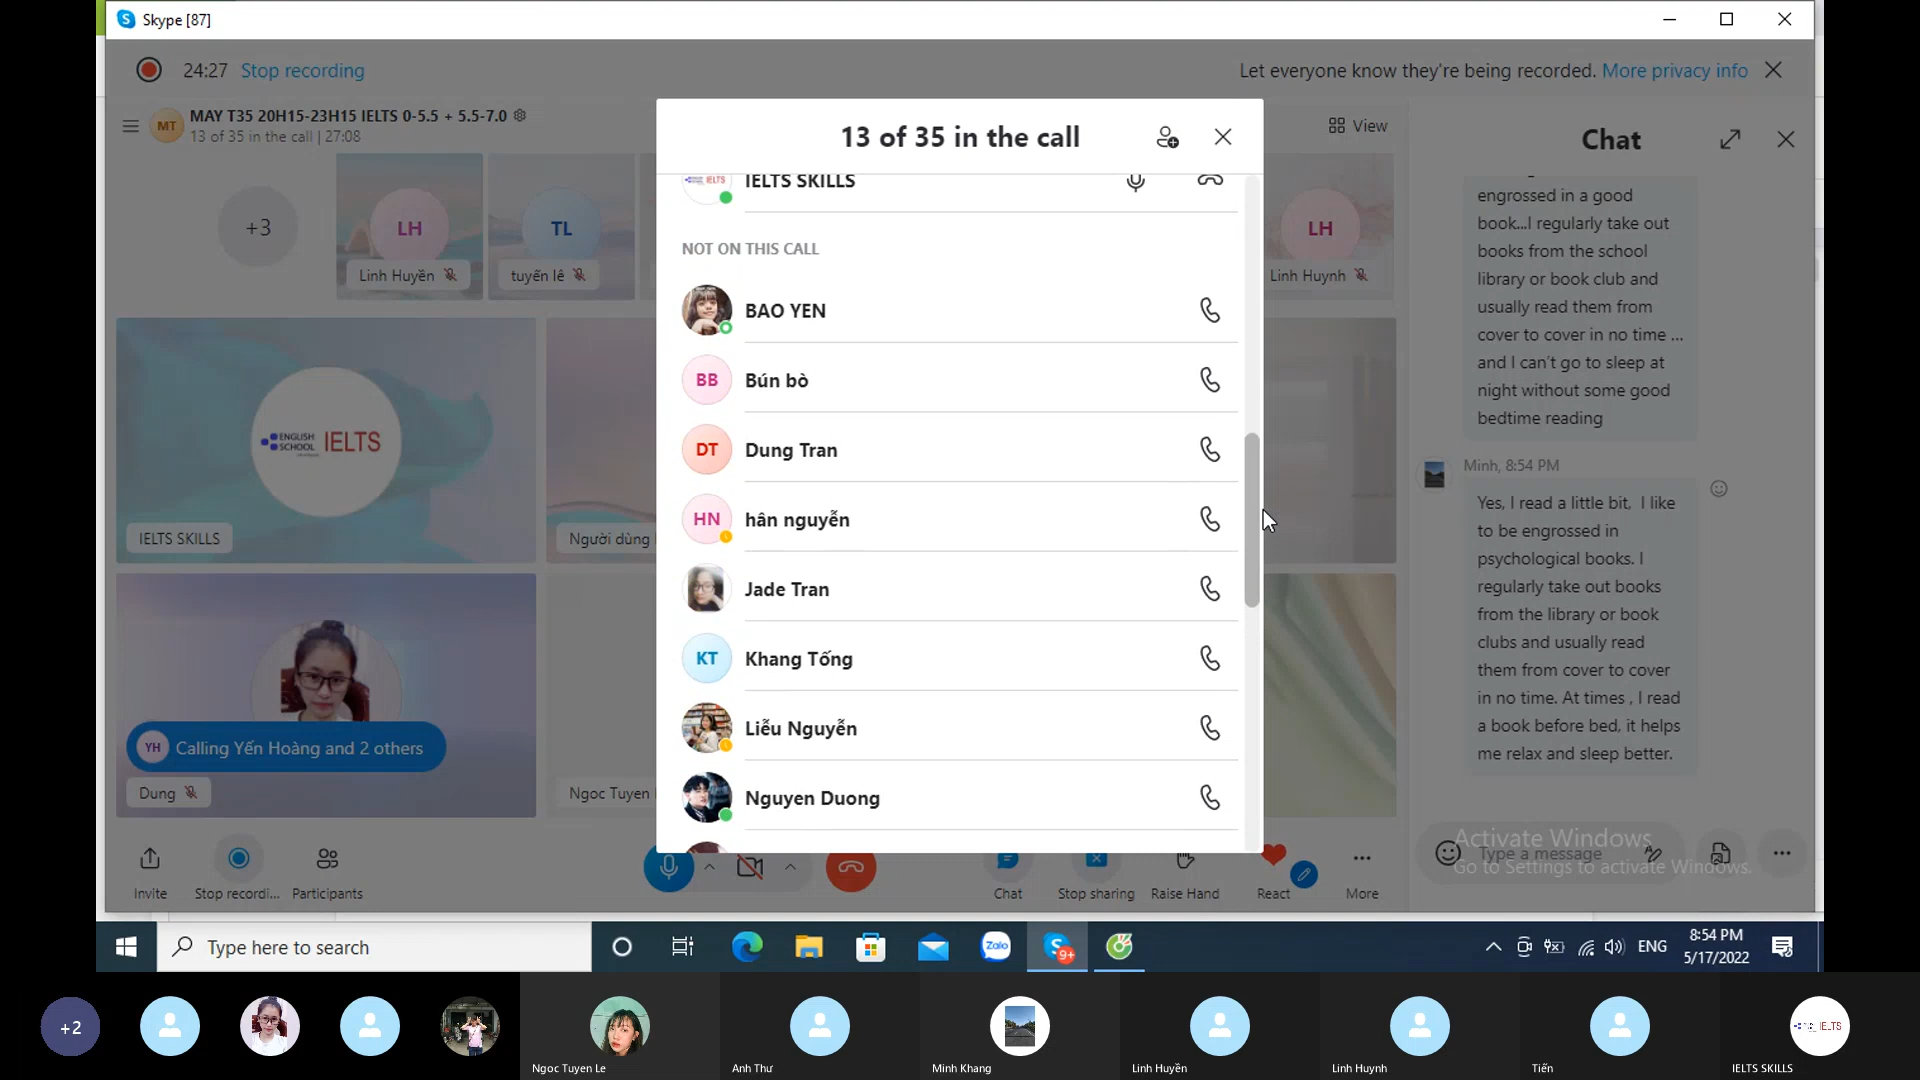 Skype [87]
24:27 Stop recording
Let everyone know they're being recorded. More privacy info
MT
MAY T35 20H15-23H15 IELTS 0-5.5 + 5.5-7.0
13 of 35 in the call | 27:08
View
+3
LH
Linh Huyền
TL
tuyến lê
LH
Linh Huynh
ENGLISH
SCHOOL
IELTS
IELTS SKILLS
Người dùng
YH
Calling Yến Hoàng and 2 others
Dung
Ngoc Tuyen
13 of 35 in the call
IELTS
IELTS SKILLS
NOT ON THIS CALL
BAO YEN
BB
Bún bò
DT
Dung Tran
HN
hân nguyễn
Jade Tran
KT
Khang Tống
Liễu Nguyễn
Nguyen Duong
Chat
engrossed in a good
book...I regularly take out
books from the school
library or book club and
usually read them from
cover to cover in no time ...
and I can't go to sleep at
night without some good
bedtime reading
Minh, 8:54 PM
Yes, I read a little bit, I like
to be engrossed in
psychological books. I
regularly take out books
from the library or book
clubs and usually read
them from cover to cover
in no time. At times , I read
a book before bed, it helps
me relax and sleep better.
Activate Windows
Type a message
Go to Settings to activate Windows.
Invite
Stop recordi...
Participants
Chat
Stop sharing
Raise Hand
React
More
Type here to search
Zalo
9+
ENG
8:54 PM
5/17/2022
+2
Ngoc Tuyen Le
Anh Thư
Minh Khang
Linh Huyền
Linh Huynh
Tiến
IELTS
IELTS SKILLS